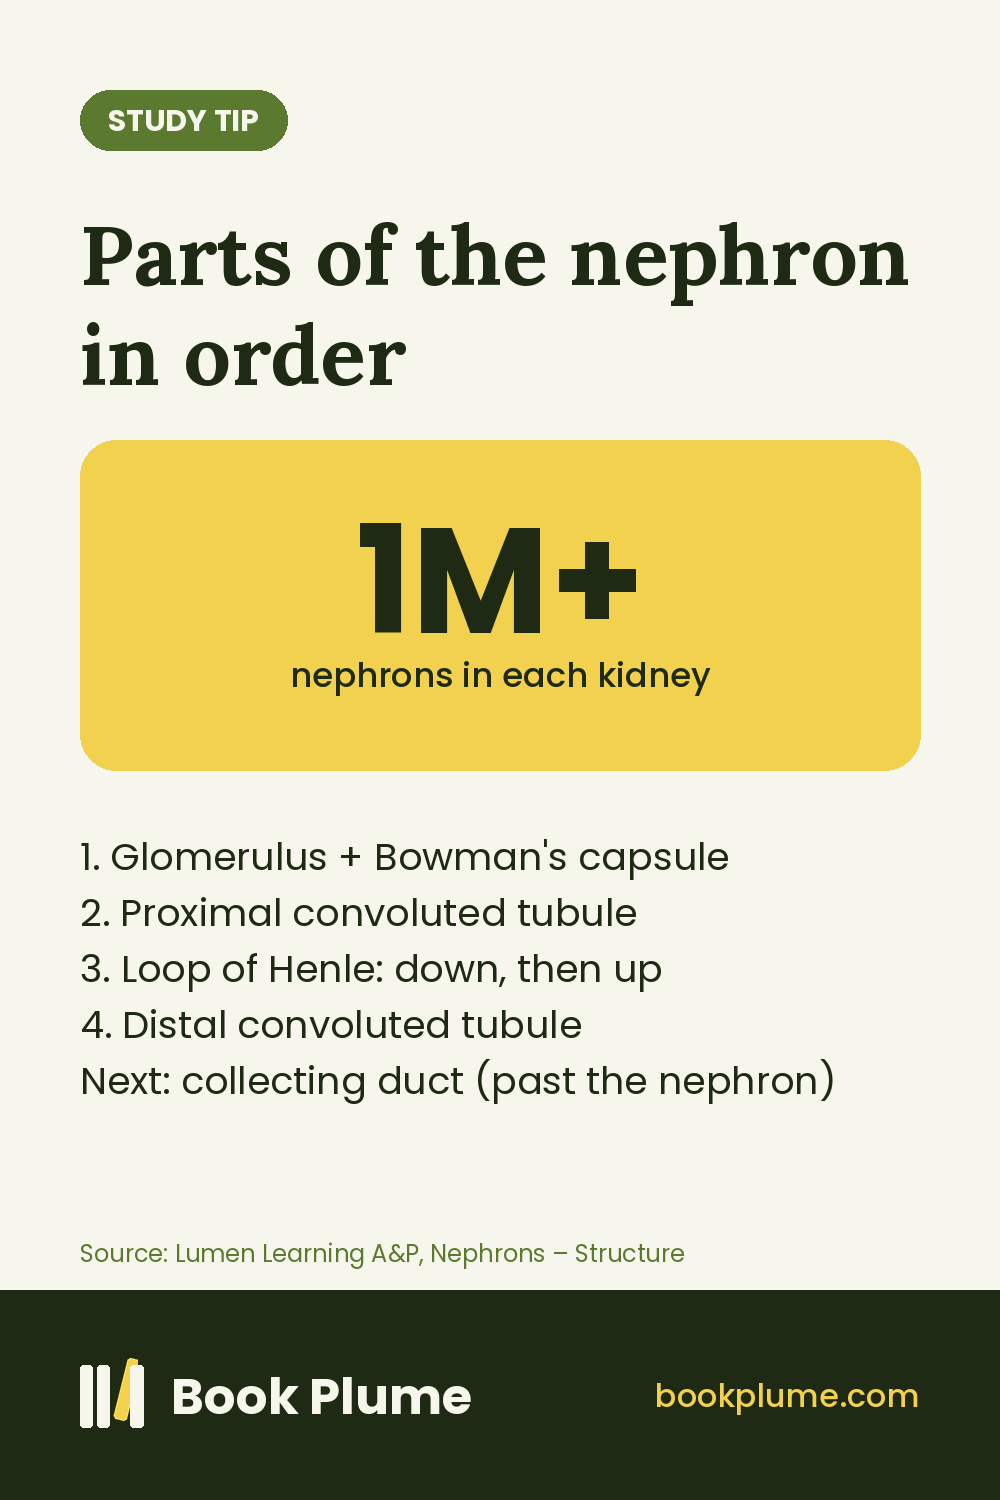 STUDY TIP
Parts of the nephron
in order
1M+
nephrons in each kidney
1. Glomerulus + Bowman's capsule
2. Proximal convoluted tubule
3. Loop of Henle: down, then up
4. Distal convoluted tubule
Next: collecting duct (past the nephron)
Source: Lumen Learning A&P, Nephrons – Structure
Book Plume
bookplume.com